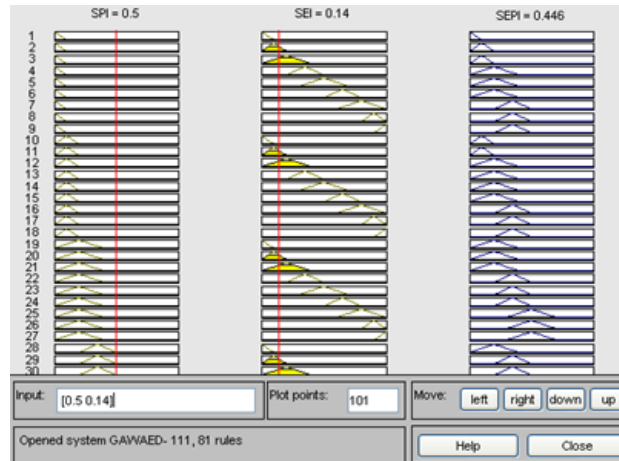 SPI = 0.5
SEI = 0.14
SEPI = 0.446
1
2
3
4
5
6
7
8
9
10
11
12
13
14
15
16
17
18
19
20
21
22
23
24
25
26
27
28
29
30
Input:
[0.5 0.14]
Plot points:
101
Move:
left
right
down
up
Opened system GAWAED- 111, 81 rules
Help
Close